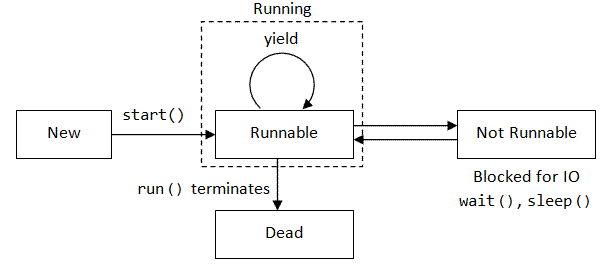 Running
yield
start()
New
Runnable
Not Runnable
Blocked for IO
wait(), sleep()
run() terminates
Dead